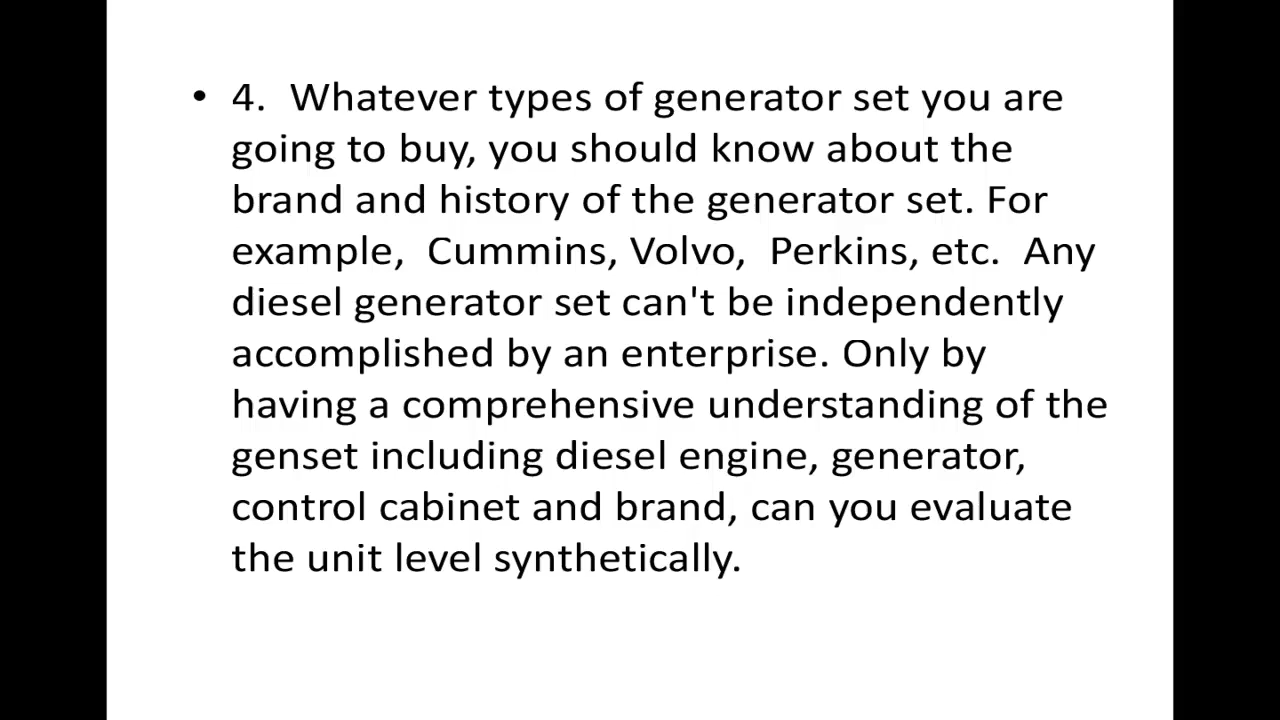 • 4.  Whatever types of generator set you are
going to buy, you should know about the
brand and history of the generator set. For
example,  Cummins, Volvo,  Perkins, etc.  Any
diesel generator set can't be independently
accomplished by an enterprise. Only by
having a comprehensive understanding of the
genset including diesel engine, generator,
control cabinet and brand, can you evaluate
the unit level synthetically.